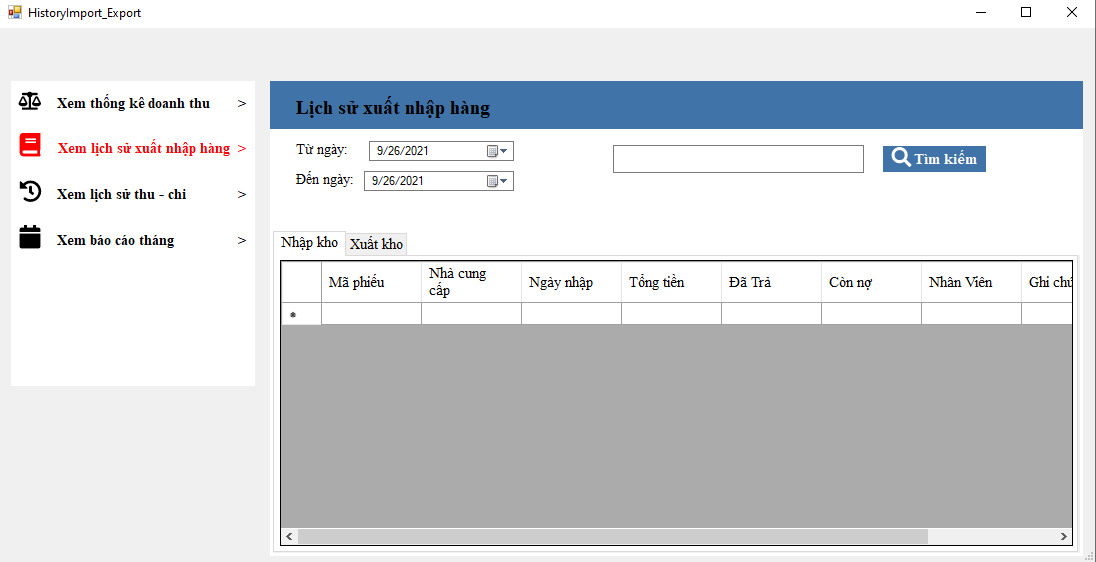 HistoryImport_Export
Xem thống kê doanh thu >
Xem lịch sử xuất nhập hàng >
Xem lịch sử thu - chi >
Xem báo cáo tháng >
Lịch sử xuất nhập hàng
Từ ngày: 9/26/2021
Đến ngày: 9/26/2021
Tìm kiếm
Nhập kho Xuất kho
Mã phiếu
Nhà cung
cấp
Ngày nhập
Tổng tiền
Đã Trả
Còn nợ
Nhân Viên
Ghi chú